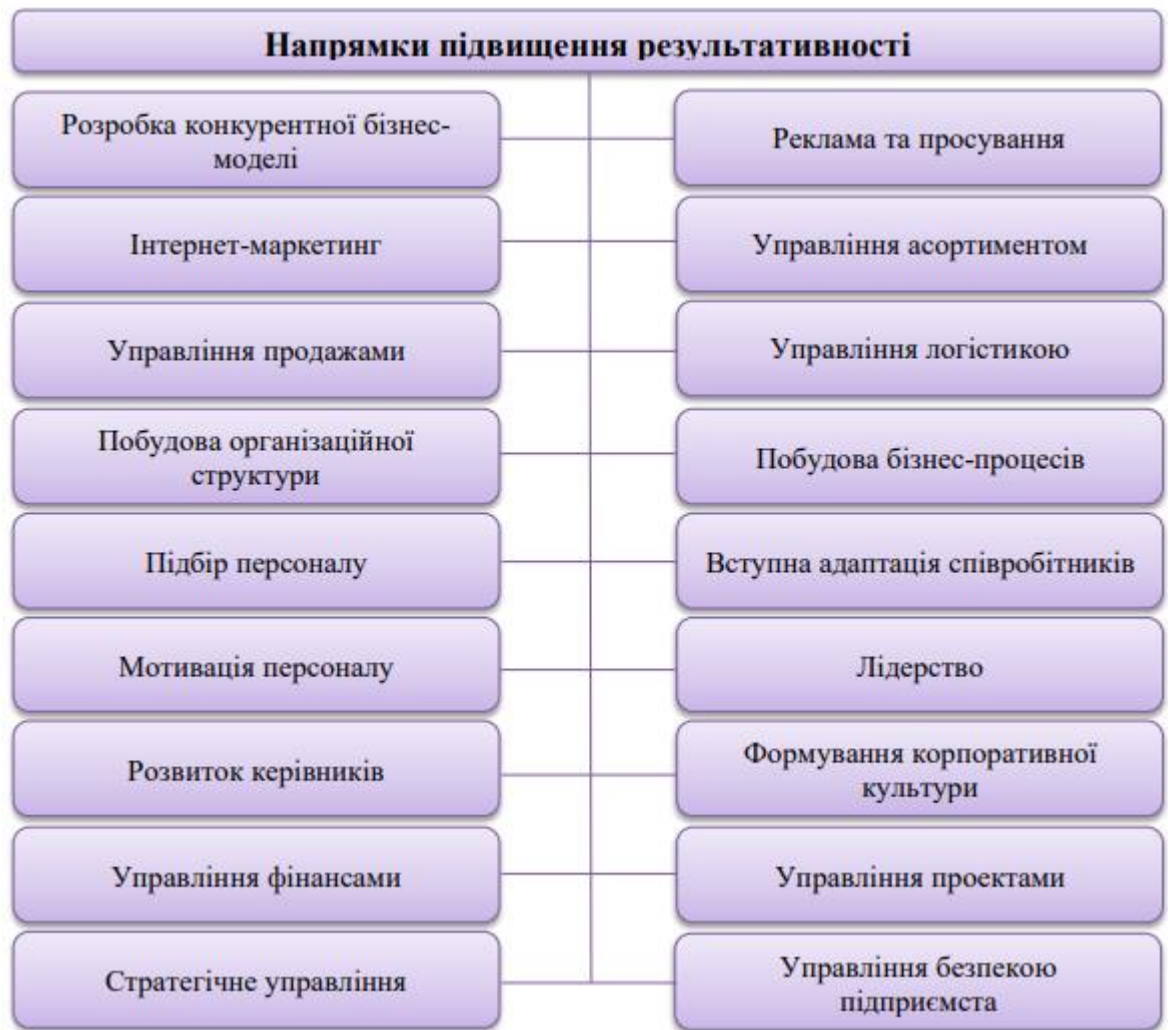 Напрямки підвищення результативності
Розробка конкурентної бізнес-
моделі
Реклама та просування
Інтернет-маркетинг
Управління асортиментом
Управління продажами
Управління логістикою
Побудова організаційної
структури
Побудова бізнес-процесів
Підбір персоналу
Вступна адаптація співробітників
Мотивація персоналу
Лідерство
Розвиток керівників
Формування корпоративної
культури
Управління фінансами
Управління проектами
Стратегічне управління
Управління безпекою
підприємста